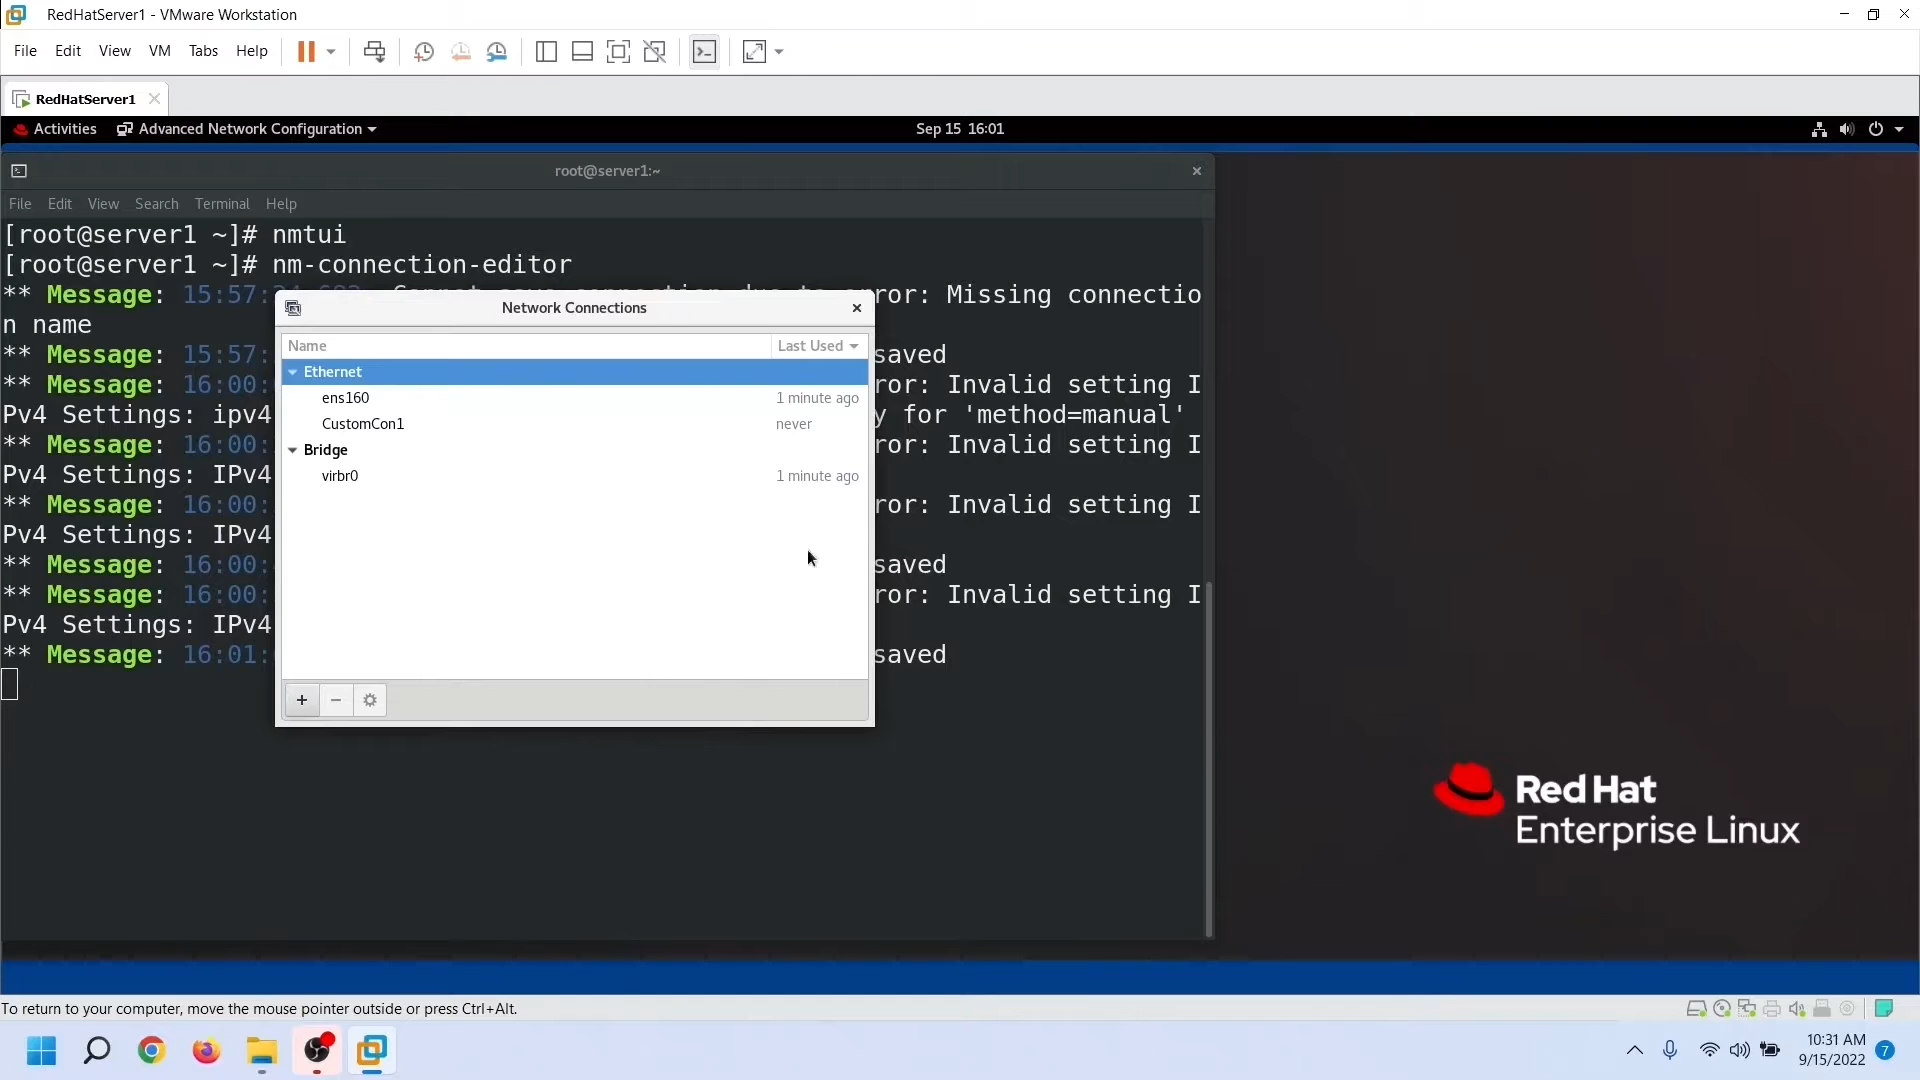 RedHatServer1 - VMware Workstation
File Edit View VM Tabs Help
RedHatServer1
Activities Advanced Network Configuration Sep 15 16:01
root@server1:~
File Edit View Search Terminal Help
[root@server1 ~]# nmtui
[root@server1 ~]# nm-connection-editor
** Message: 15:57: error: Missing connectio
n name
** Message: 15:57: saved
** Message: 16:00: ror: Invalid setting I
Pv4 Settings: ipv4 y for 'method=manual'
** Message: 16:00: ror: Invalid setting I
Pv4 Settings: IPv4
** Message: 16:00: ror: Invalid setting I
Pv4 Settings: IPv4
** Message: 16:00: saved
** Message: 16:00: ror: Invalid setting I
Pv4 Settings: IPv4
** Message: 16:01: saved
Network Connections
Name Last Used
Ethernet
ens160 1 minute ago
CustomCon1 never
Bridge
virbr0 1 minute ago
Red Hat
Enterprise Linux
To return to your computer, move the mouse pointer outside or press Ctrl+Alt.
10:31 AM
9/15/2022 7